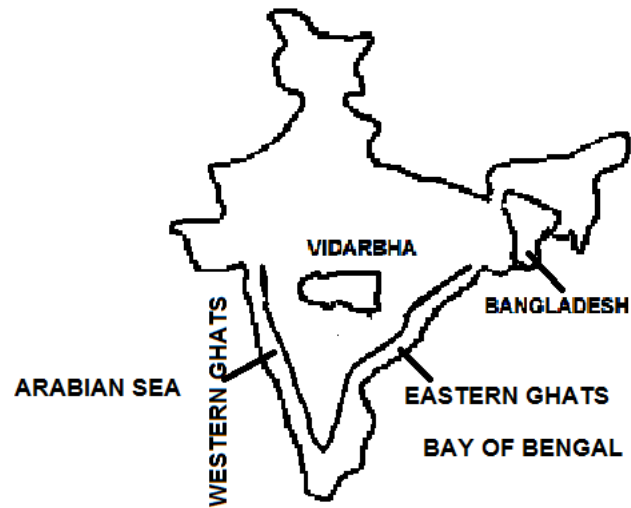 VIDARBHA
BANGLADESH
WESTERN GHATS
ARABIAN SEA
EASTERN GHATS
BAY OF BENGAL